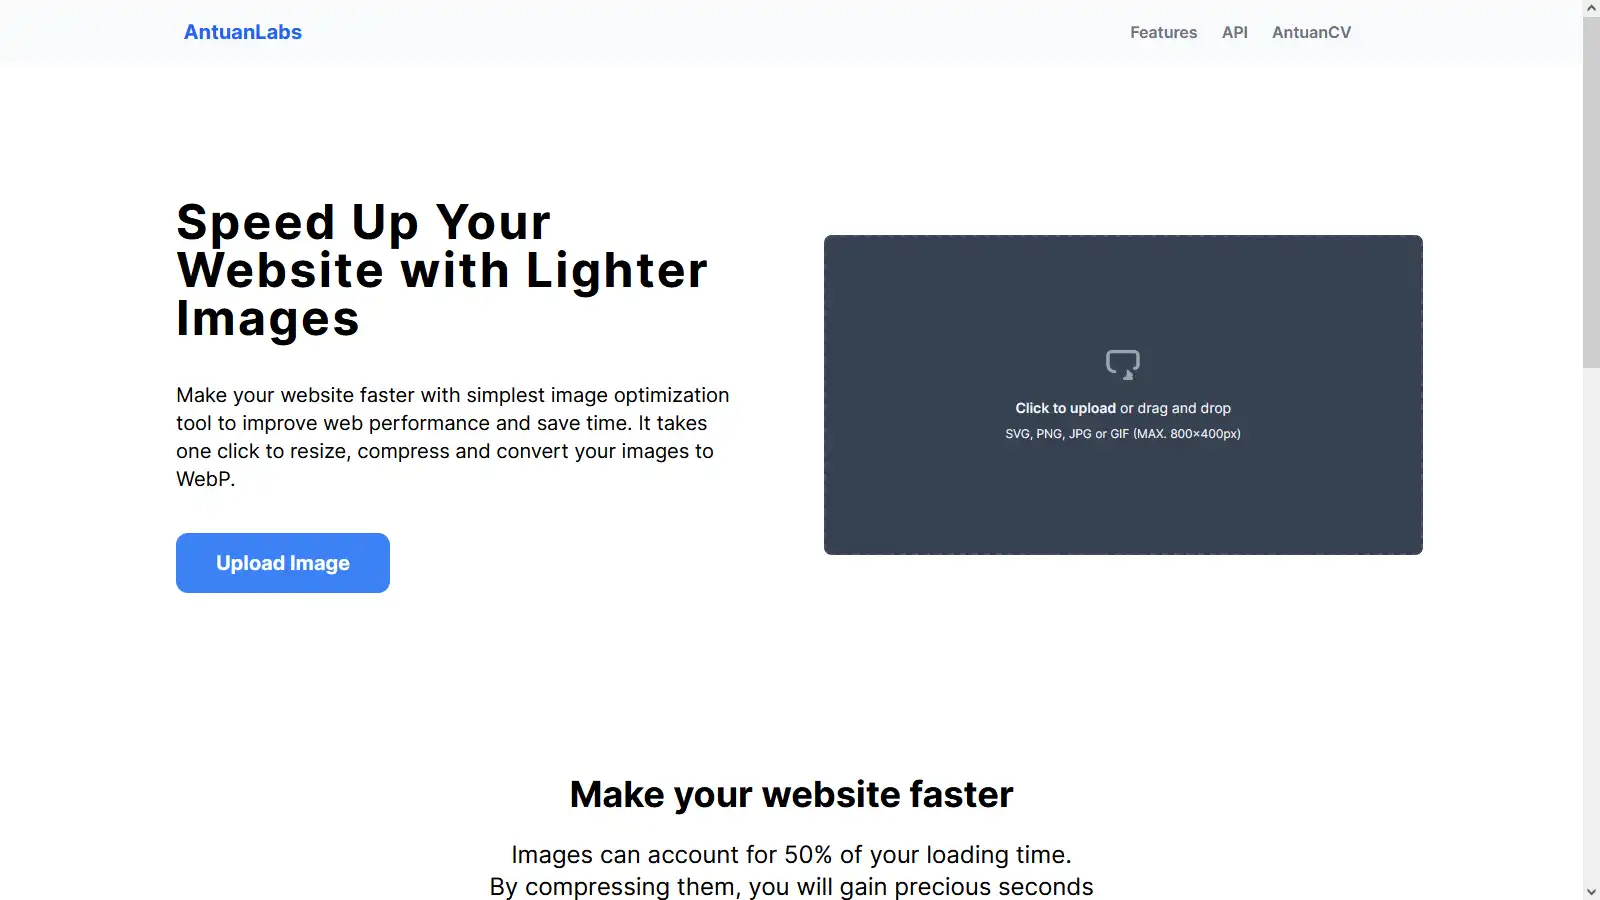 AntuanLabs
Features API AntuanCV
Speed Up Your
Website with Lighter
Images
Make your website faster with simplest image optimization
tool to improve web performance and save time. It takes
one click to resize, compress and convert your images to
WebP.
Upload Image
Click to upload or drag and drop
SVG, PNG, JPG or GIF (MAX. 800×400px)
Make your website faster
Images can account for 50% of your loading time.
By compressing them, you will gain precious seconds